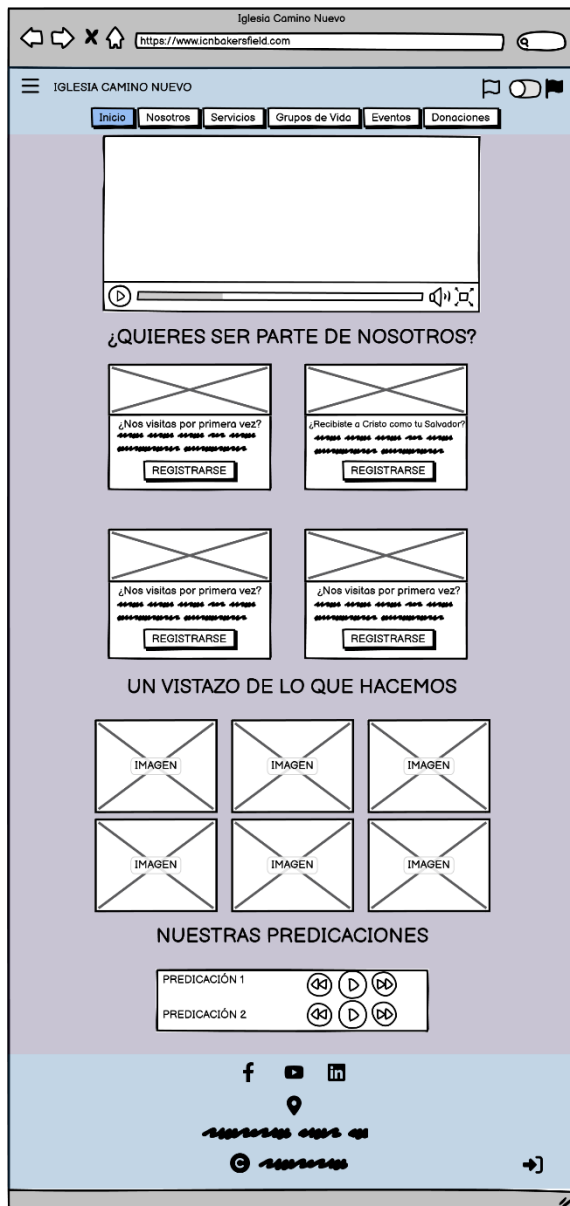 Iglesia Camino Nuevo
https://www.icnbakersfield.com
IGLESIA CAMINO NUEVO
Inicio Nosotros Servicios Grupos de Vida Eventos Donaciones
¿QUIERES SER PARTE DE NOSOTROS?
¿Nos visitas por primera vez?
REGISTRARSE
¿Recibiste a Cristo como tu Salvador?
REGISTRARSE
¿Nos visitas por primera vez?
REGISTRARSE
¿Nos visitas por primera vez?
REGISTRARSE
UN VISTAZO DE LO QUE HACEMOS
IMAGEN IMAGEN IMAGEN
IMAGEN IMAGEN IMAGEN
NUESTRAS PREDICACIONES
PREDICACIÓN 1
PREDICACIÓN 2